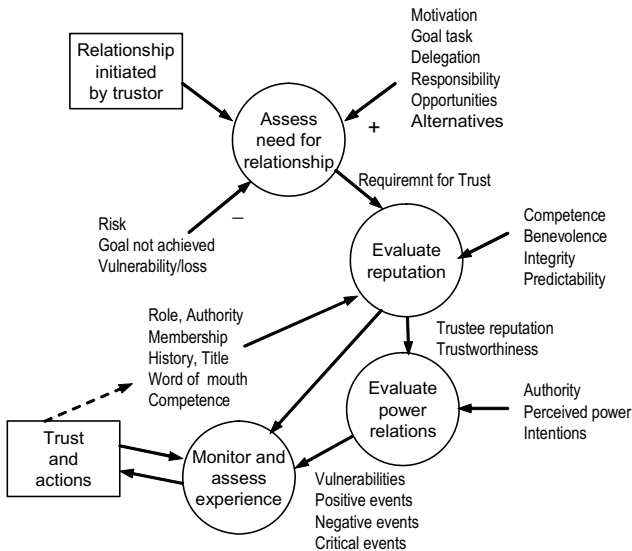 Relationship
initiated
by trustor
Motivation
Goal task
Delegation
Responsibility
Opportunities
Alternatives
+
Assess
need for
relationship
Requiremnt for Trust
–
Risk
Goal not achieved
Vulnerability/loss
Evaluate
reputation
Competence
Benevolence
Integrity
Predictability
Role, Authority
Membership
History, Title
Word of mouth
Competence
Trustee reputation
Trustworthiness
Evaluate
power
relations
Authority
Perceived power
Intentions
Trust
and
actions
Monitor and
assess
experience
Vulnerabilities
Positive events
Negative events
Critical events